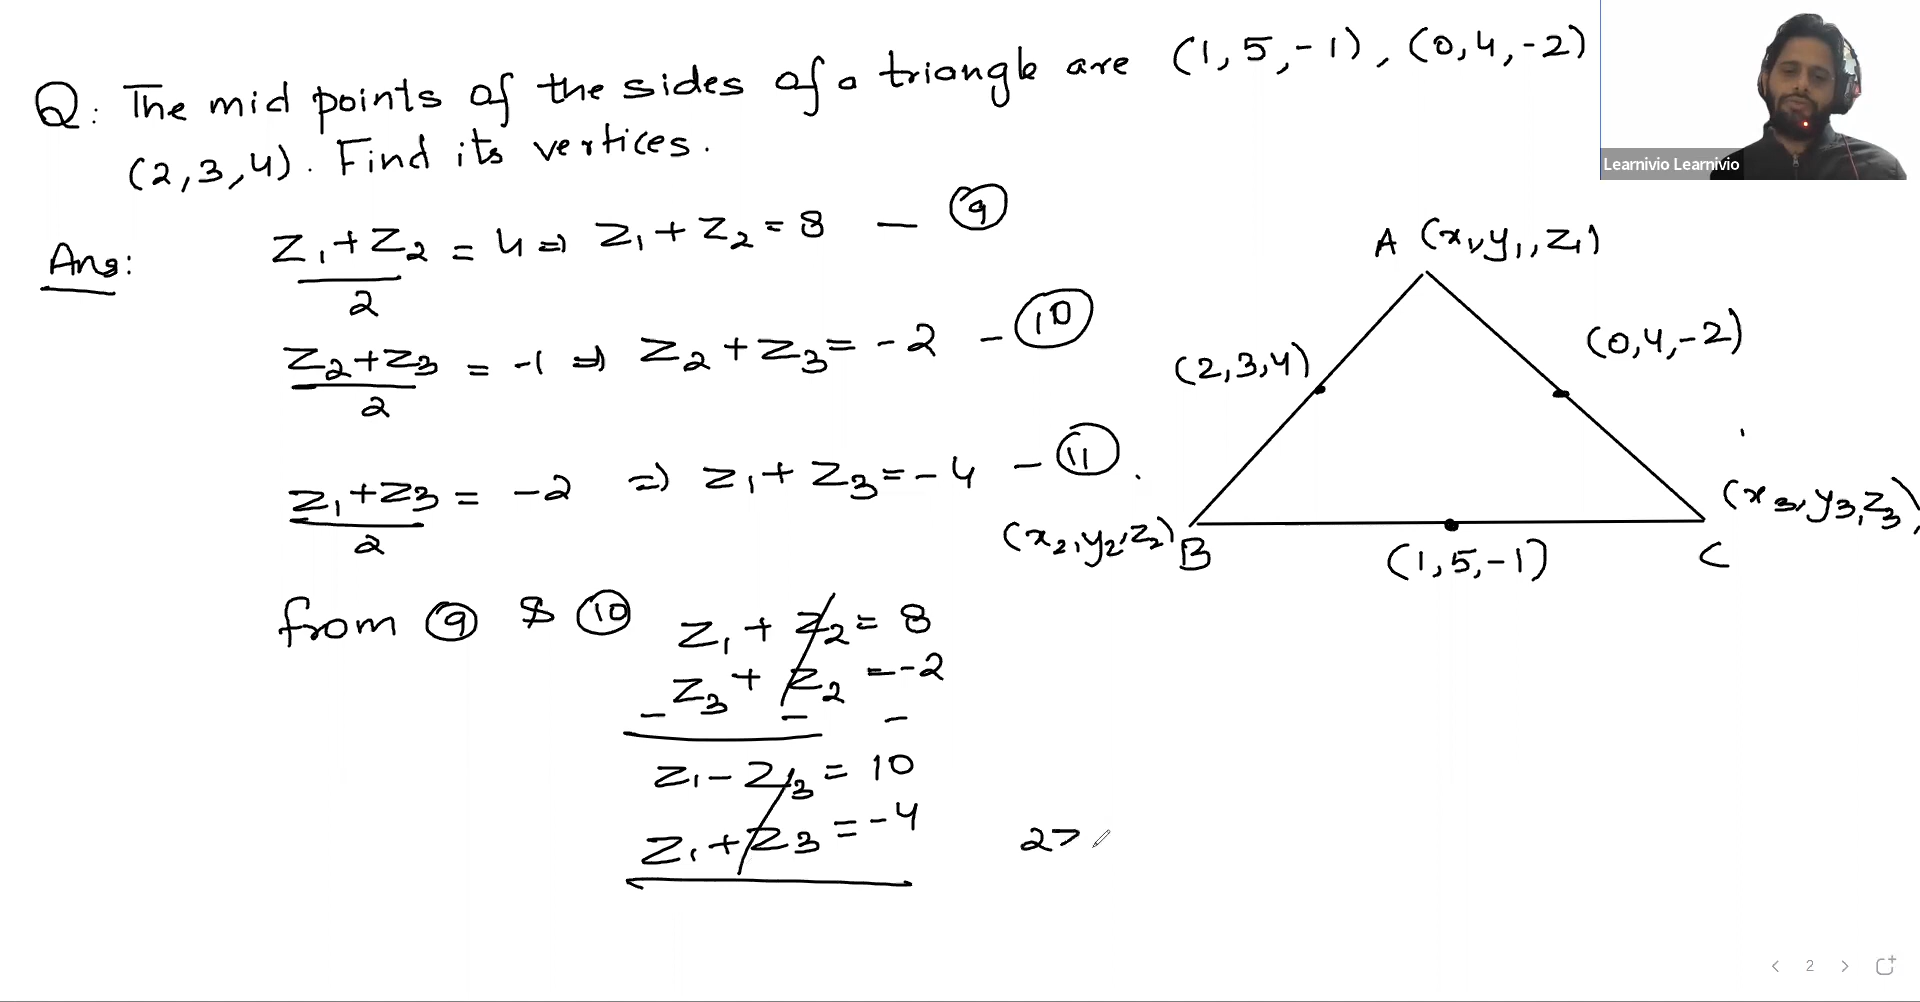 Q: The mid points of the sides of a triangle are (1,5,-1), (0,4,-2)
(2,3,4). Find its vertices.
Learnivio Learnivio
Ans:
(z₁+z₂)/2 = 4 ⇒ z₁+z₂=8 — ⑨
(z₂+z₃)/2 = -1 ⇒ z₂+z₃=-2 - ⑩
(z₁+z₃)/2 = -2 ⇒ z₁+z₃=-4 - ⑪.
A (x₁,y₁,z₁)
(2,3,4)
(0,4,-2)
(x₂,y₂,z₂) B
(1,5,-1)
C
(x₃,y₃,z₃)
from ⑨ & ⑩
z₁ + z₂ = 8
z₃ + z₂ = -2
- - -
z₁ - z₃ = 10
z₁ + z₃ = -4
2
2